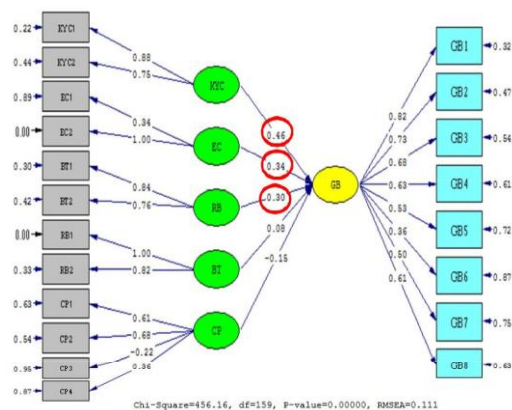 0.22 KYC1
0.44 KYC2
0.89 EC1
0.00 EC2
0.30 BT1
0.42 BT2
0.00 RB1
0.33 RB2
0.63 CP1
0.54 CP2
0.95 CP3
0.87 CP4
0.88
0.75
0.34
1.00
0.84
0.76
1.00
0.82
0.61
0.68
-0.22
0.36
KYC
EC
RB
BT
CP
0.46
0.34
0.30
0.08
-0.15
GB
0.82
0.73
0.68
0.63
0.53
0.36
0.50
0.61
GB1 0.32
GB2 0.47
GB3 0.54
GB4 0.61
GB5 0.72
GB6 0.87
GB7 0.75
GB8 0.63
Chi-Square=456.16, df=159, P-value=0.00000, RMSEA=0.111